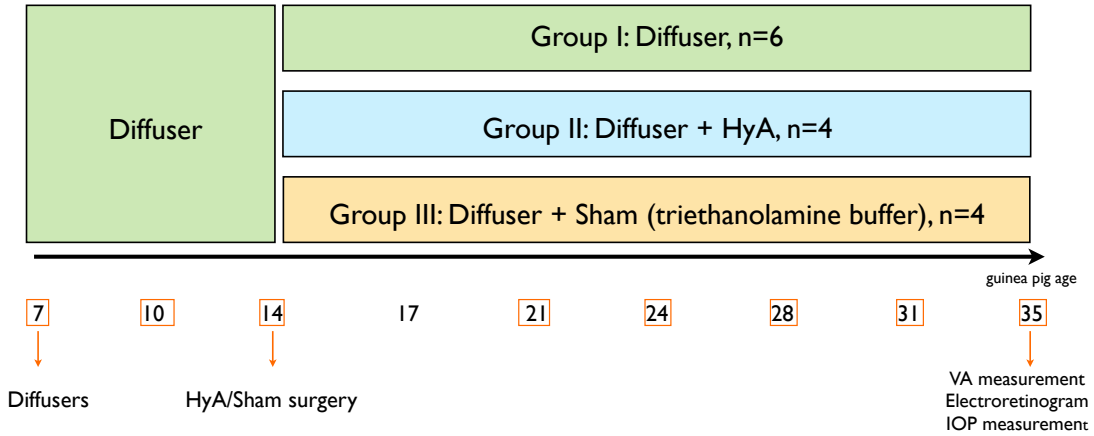 Diffuser
Group I: Diffuser, n=6
Group II: Diffuser + HyA, n=4
Group III: Diffuser + Sham (triethanolamine buffer), n=4
guinea pig age
7 10 14 17 21 24 28 31 35
Diffusers
HyA/Sham surgery
VA measurement
Electroretinogram
IOP measurement